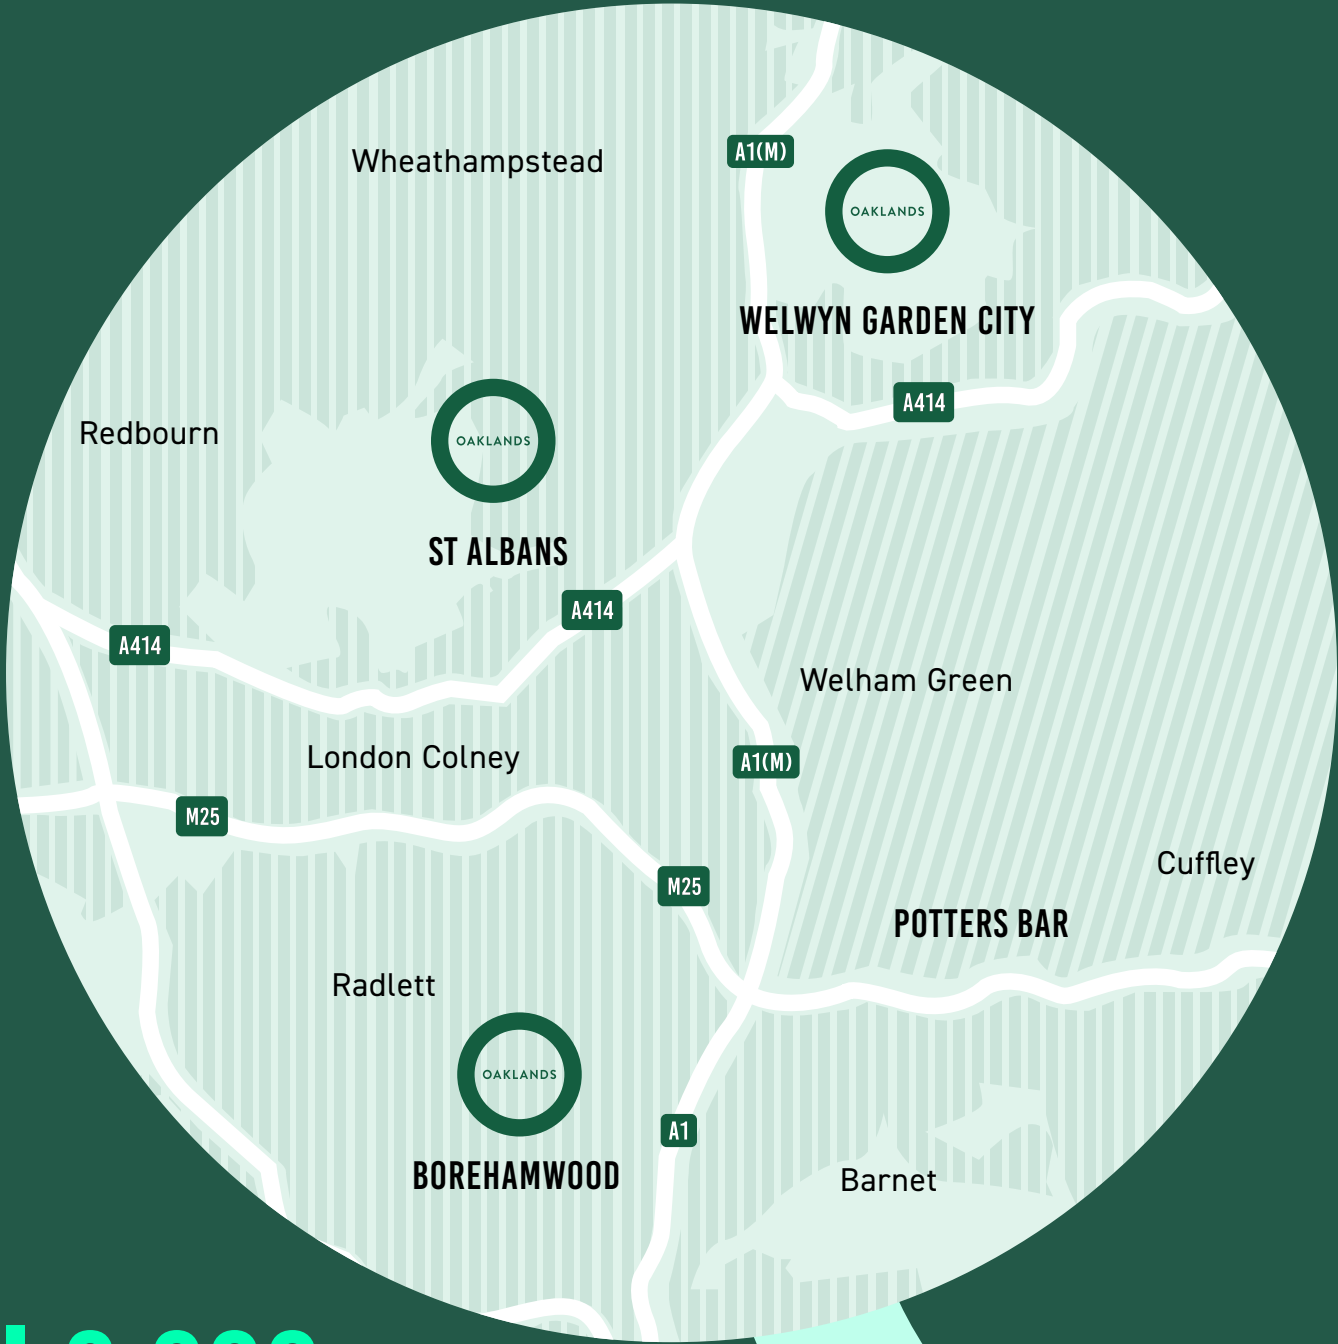 A1(M)
Wheathampstead
OAKLANDS
WELWYN GARDEN CITY
A414
Redbourn
OAKLANDS
ST ALBANS
A414
A414
Welham Green
London Colney
A1(M)
M25
M25
Cuffley
POTTERS BAR
Radlett
OAKLANDS
A1
BOREHAMWOOD
Barnet